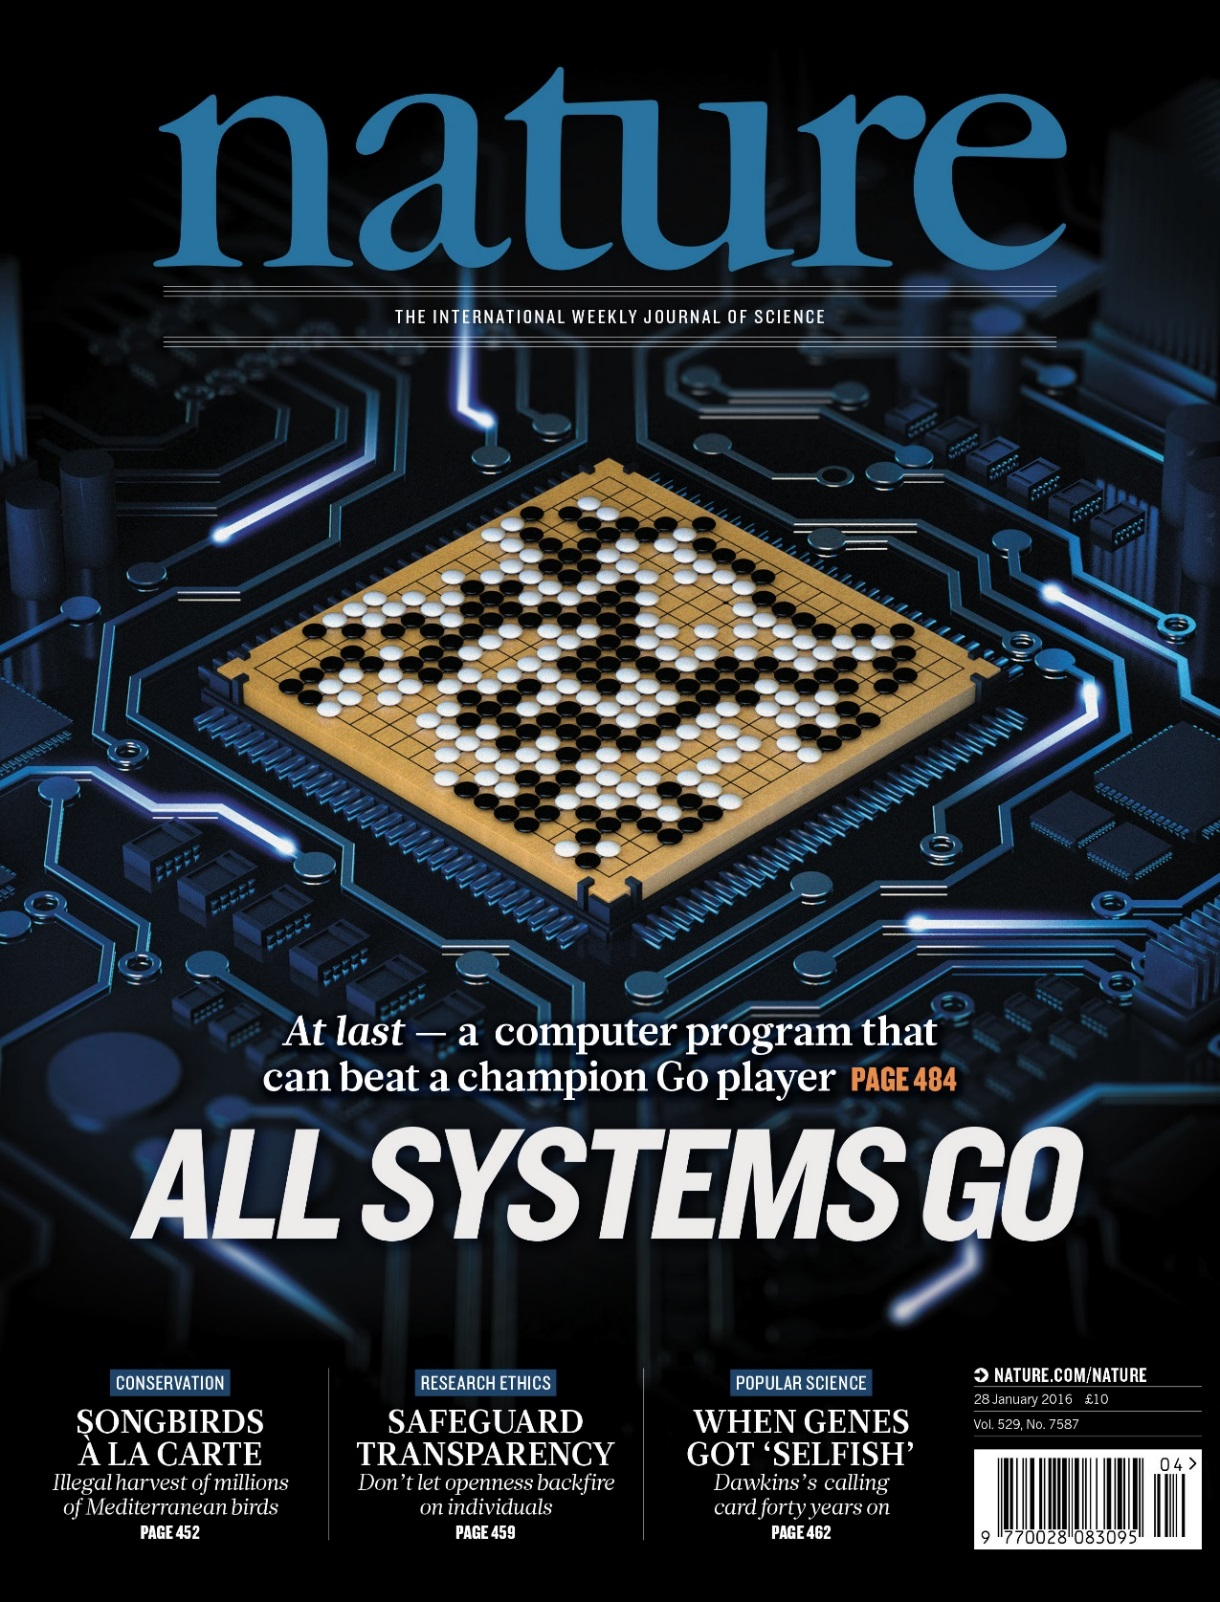 nature
THE INTERNATIONAL WEEKLY JOURNAL OF SCIENCE
At last — a computer program that
can beat a champion Go player PAGE 484
ALL SYSTEMS GO
CONSERVATION
SONGBIRDS
À LA CARTE
Illegal harvest of millions
of Mediterranean birds
PAGE 452
RESEARCH ETHICS
SAFEGUARD
TRANSPARENCY
Don't let openness backfire
on individuals
PAGE 459
POPULAR SCIENCE
WHEN GENES
GOT ‘SELFISH’
Dawkins's calling
card forty years on
PAGE 462
NATURE.COM/NATURE
28 January 2016 £10
Vol. 529, No. 7587
04
9 770028 083095